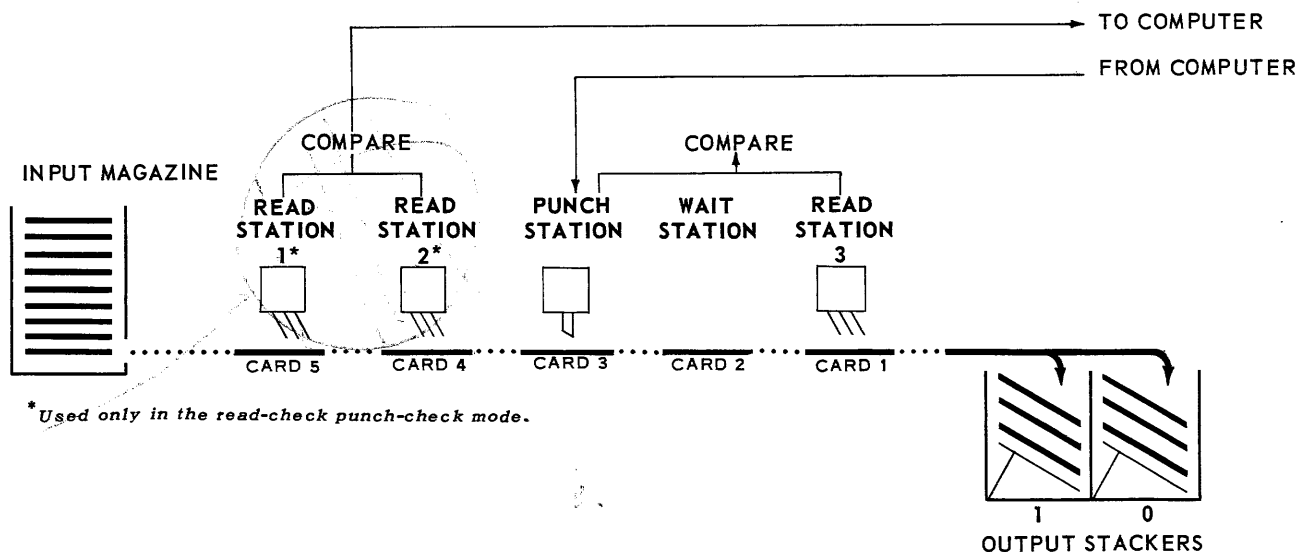 TO COMPUTER
FROM COMPUTER
COMPARE
COMPARE
INPUT MAGAZINE
READ STATION 1*
READ STATION 2*
PUNCH STATION
WAIT STATION
READ STATION 3
CARD 5
CARD 4
CARD 3
CARD 2
CARD 1
*Used only in the read-check punch-check mode.
1
0
OUTPUT STACKERS